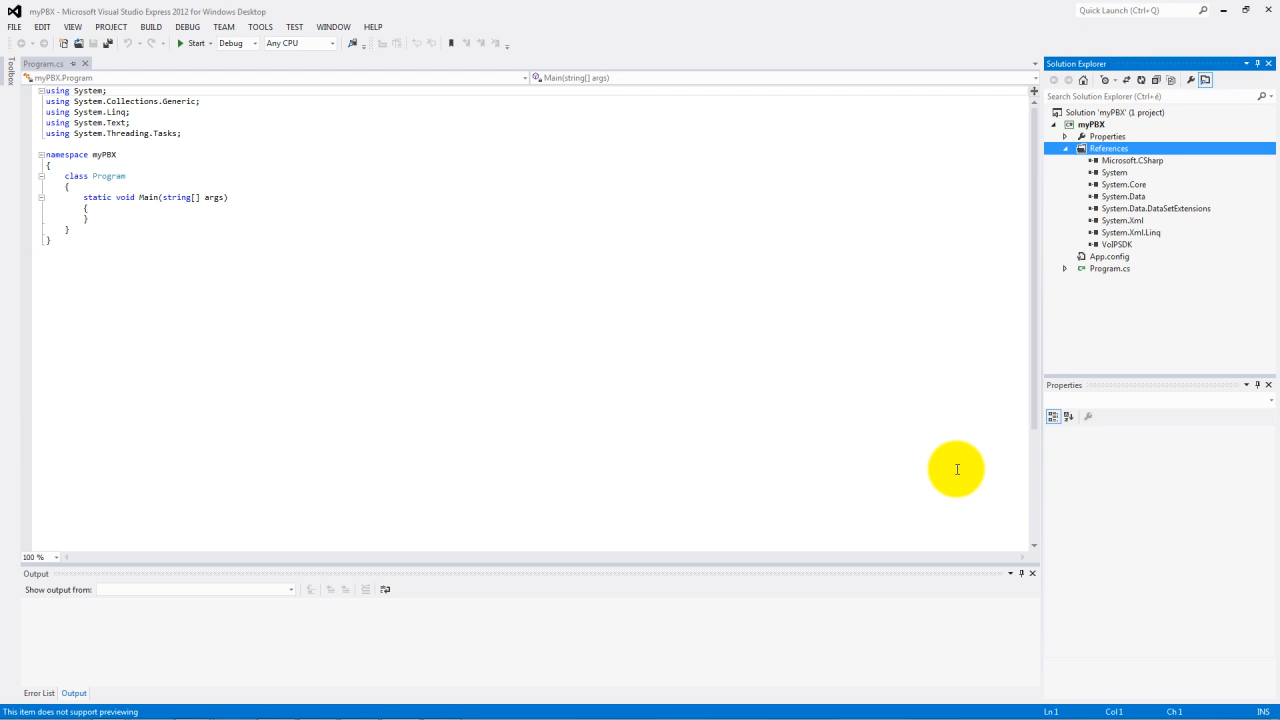 myPBX - Microsoft Visual Studio Express 2012 for Windows Desktop
Quick Launch (Ctrl+Q)
FILE EDIT VIEW PROJECT BUILD DEBUG TEAM TOOLS TEST WINDOW HELP
Start Debug Any CPU
Toolbox
Program.cs
myPBX.Program
Main(string[] args)
using System;
using System.Collections.Generic;
using System.Linq;
using System.Text;
using System.Threading.Tasks;
namespace myPBX
{
class Program
{
static void Main(string[] args)
{
}
}
}
100 %
Output
Show output from:
Error List Output
Solution Explorer
Search Solution Explorer (Ctrl+é)
Solution 'myPBX' (1 project)
myPBX
Properties
References
Microsoft.CSharp
System
System.Core
System.Data
System.Data.DataSetExtensions
System.Xml
System.Xml.Linq
VoIPSDK
App.config
Program.cs
Properties
This item does not support previewing
Ln 1 Col 1 Ch 1 INS